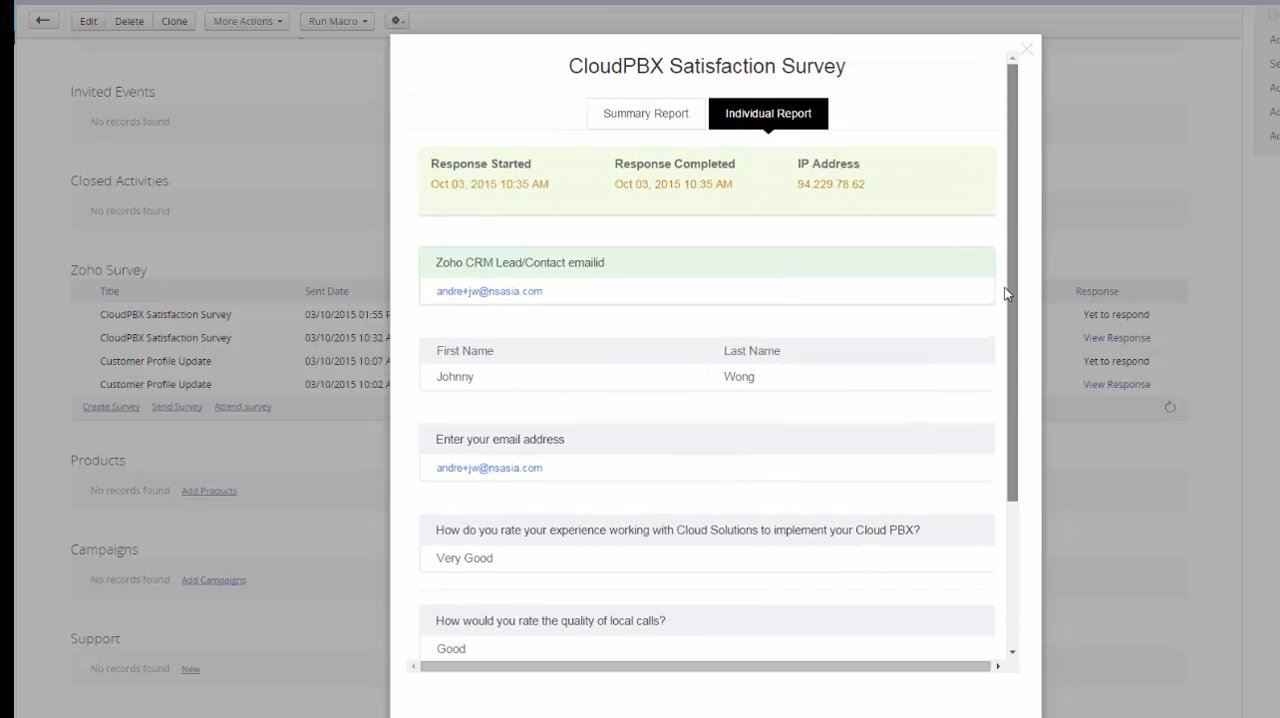 Edit Delete Clone More Actions Run Macro
CloudPBX Satisfaction Survey
Summary Report Individual Report
Response Started Response Completed IP Address
Oct 03, 2015 10:35 AM Oct 03, 2015 10:35 AM 94.229.78.62
Zoho CRM Lead/Contact emailid
andre+jw@nsasia.com
First Name Last Name
Johnny Wong
Enter your email address
andre+jw@nsasia.com
How do you rate your experience working with Cloud Solutions to implement your Cloud PBX?
Very Good
How would you rate the quality of local calls?
Good
Invited Events
No records found
Closed Activities
No records found
Zoho Survey
Title Sent Date Response
CloudPBX Satisfaction Survey 03/10/2015 01:55 Yet to respond
CloudPBX Satisfaction Survey 03/10/2015 10:32 View Response
Customer Profile Update 03/10/2015 10:07 Yet to respond
Customer Profile Update 03/10/2015 10:02 View Response
Create Survey Send Survey Attend survey
Products
No records found Add Products
Campaigns
No records found Add Campaigns
Support
No records found New